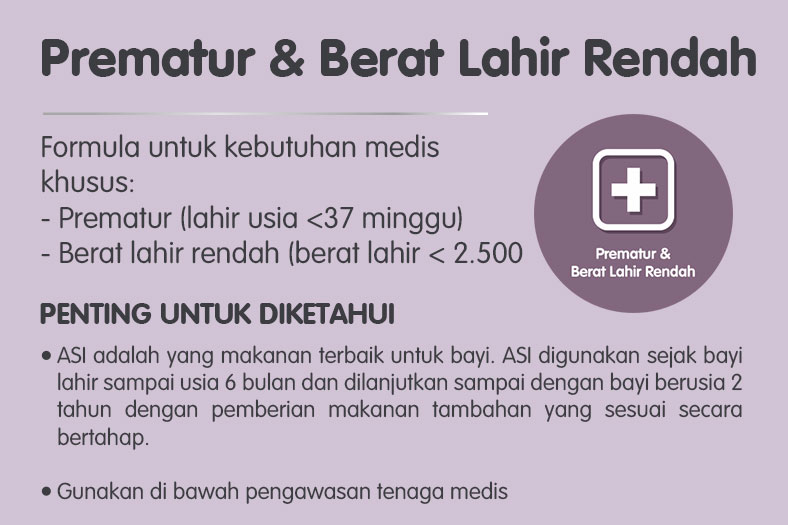 Prematur & Berat Lahir Rendah
Formula untuk kebutuhan medis
khusus:
- Prematur (lahir usia <37 minggu)
- Berat lahir rendah (berat lahir < 2.500
Prematur &
Berat Lahir Rendah
PENTING UNTUK DIKETAHUI
• ASI adalah yang makanan terbaik untuk bayi. ASI digunakan sejak bayi
lahir sampai usia 6 bulan dan dilanjutkan sampai dengan bayi berusia 2
tahun dengan pemberian makanan tambahan yang sesuai secara
bertahap.
• Gunakan di bawah pengawasan tenaga medis